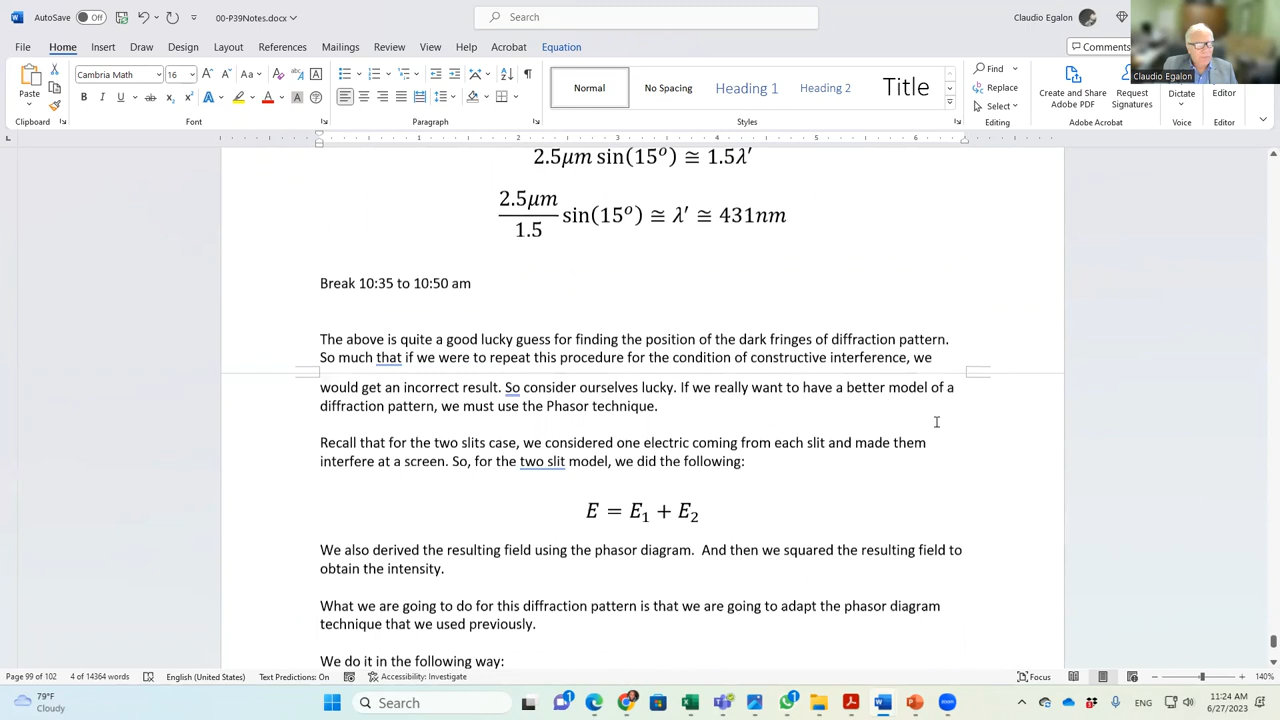 AutoSave Off 00-P39Notes.docx Search Claudio Egalon
File Home Insert Draw Design Layout References Mailings Review View Help Acrobat Equation Comments
Claudio Egalon
Paste Cambria Math 16 Normal No Spacing Heading 1 Heading 2 Title Find Replace Select Create and Share Adobe PDF Request Signatures Dictate Editor
Clipboard Font Paragraph Styles Editing Adobe Acrobat Voice Editor
2.5μm sin(15°) ≅ 1.5λ′
2.5μm/1.5 sin(15°) ≅ λ′ ≅ 431nm
Break 10:35 to 10:50 am
The above is quite a good lucky guess for finding the position of the dark fringes of diffraction pattern.
So much that if we were to repeat this procedure for the condition of constructive interference, we
would get an incorrect result. So consider ourselves lucky. If we really want to have a better model of a
diffraction pattern, we must use the Phasor technique.
Recall that for the two slits case, we considered one electric coming from each slit and made them
interfere at a screen. So, for the two slit model, we did the following:
E = E₁ + E₂
We also derived the resulting field using the phasor diagram. And then we squared the resulting field to
obtain the intensity.
What we are going to do for this diffraction pattern is that we are going to adapt the phasor diagram
technique that we used previously.
We do it in the following way:
Page 99 of 102 4 of 14364 words English (United States) Text Predictions: On Accessibility: Investigate Focus 140%
79°F
Cloudy
Search
ENG
11:24 AM
6/27/2023